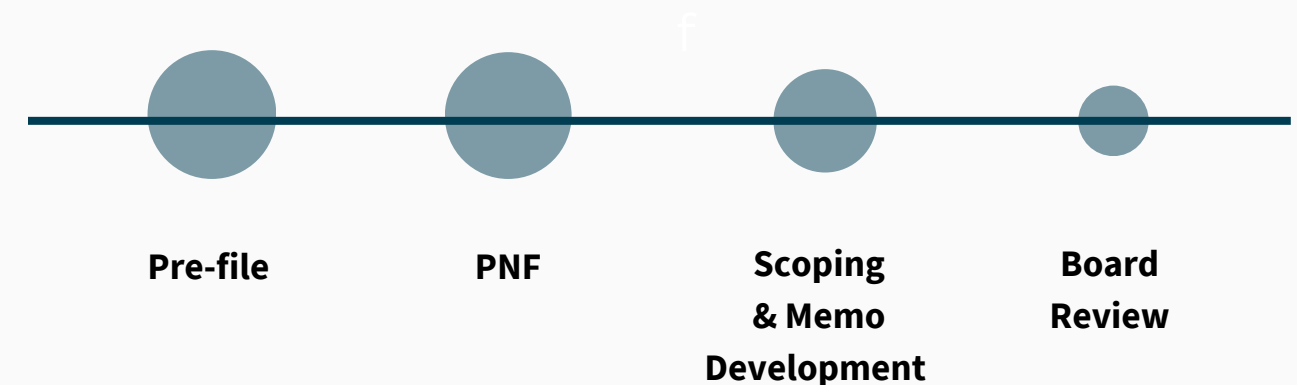 f
Pre-file
PNF
Scoping
& Memo
Development
Board
Review